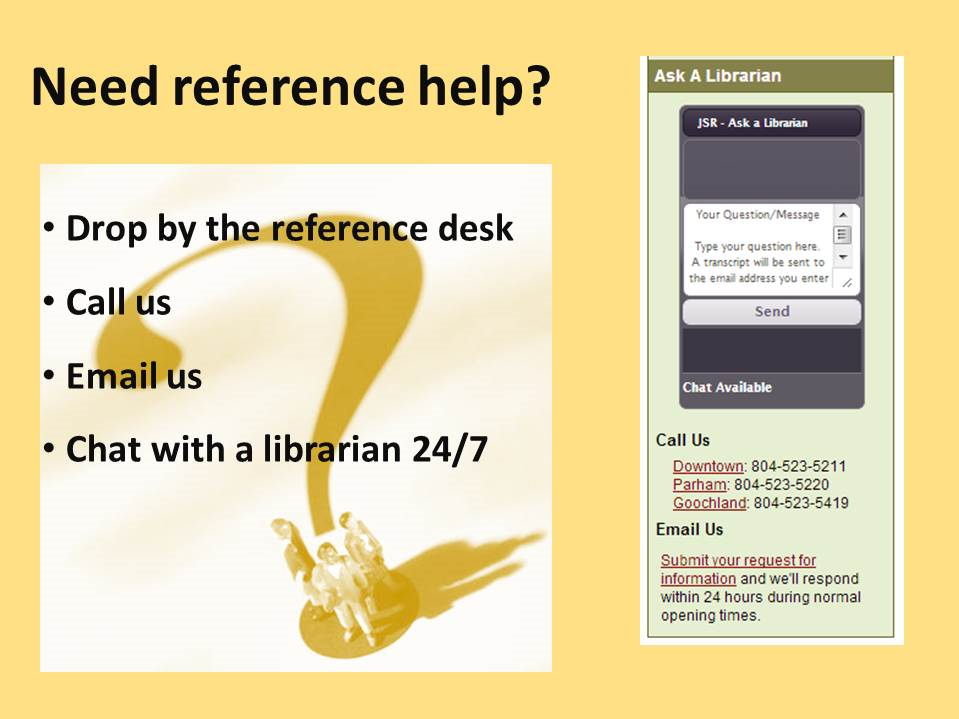 Need reference help?
• Drop by the reference desk
• Call us
• Email us
• Chat with a librarian 24/7
Ask A Librarian
JSR - Ask a Librarian
Your Question/Message
Type your question here.
A transcript will be sent to
the email address you enter
Send
Chat Available
Call Us
Downtown: 804-523-5211
Parham: 804-523-5220
Goochland: 804-523-5419
Email Us
Submit your request for
information and we'll respond
within 24 hours during normal
opening times.